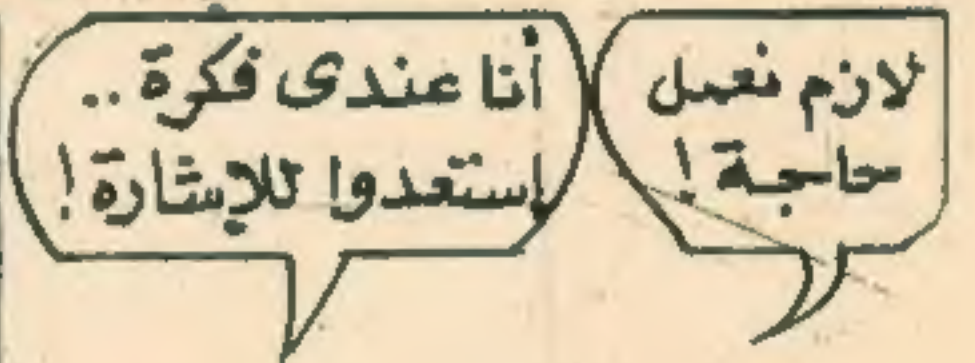 لازم نعمل
حاجة !
أنا عندى فكرة ..
إستعدوا للإشارة !